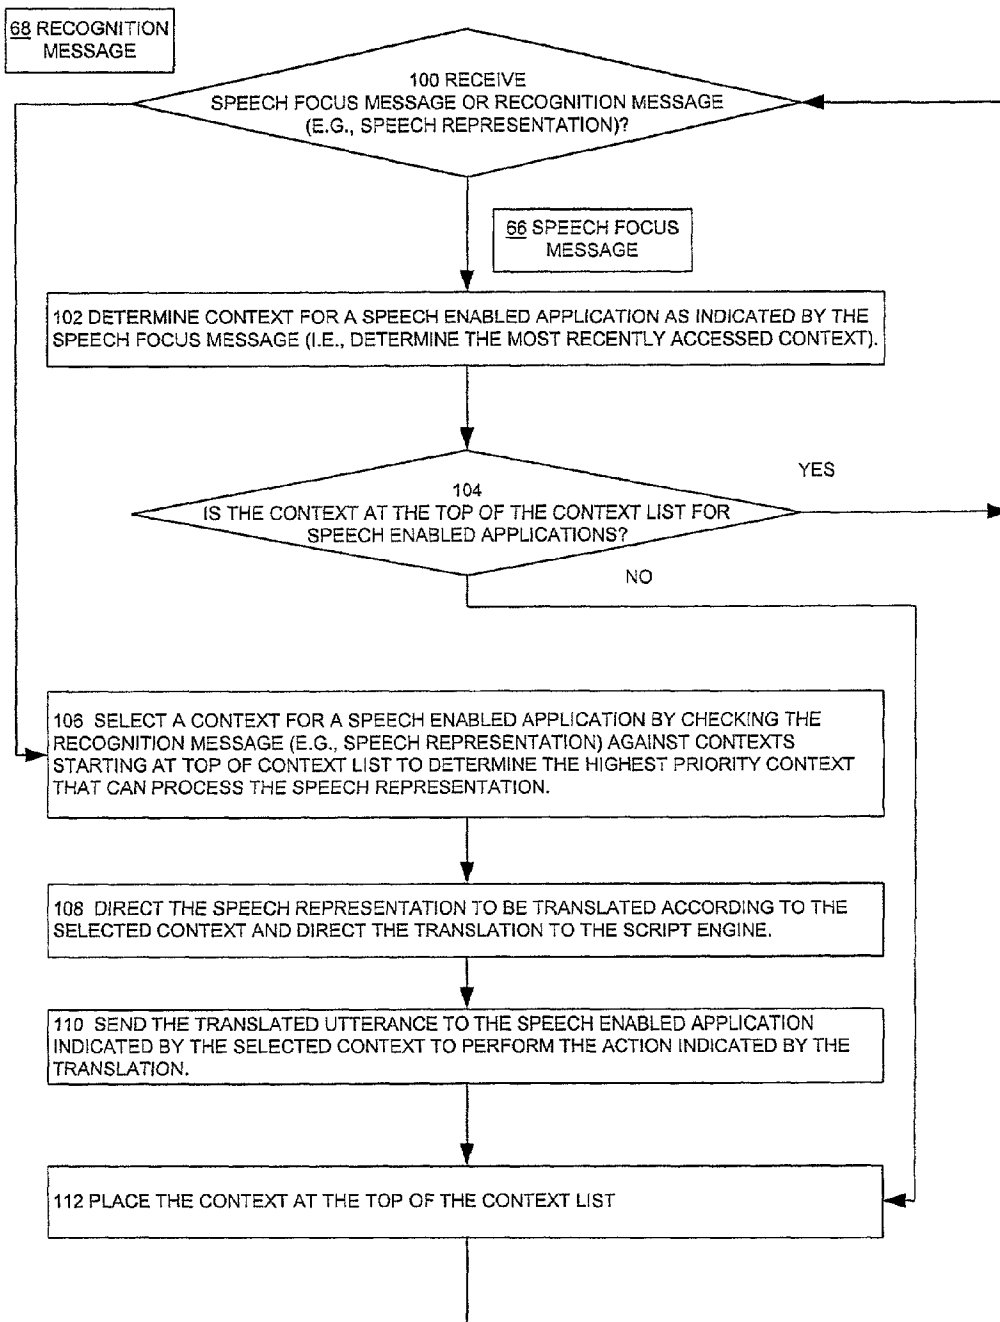 68 RECOGNITION
MESSAGE
100 RECEIVE
SPEECH FOCUS MESSAGE OR RECOGNITION MESSAGE
(E.G., SPEECH REPRESENTATION)?
66 SPEECH FOCUS
MESSAGE
102 DETERMINE CONTEXT FOR A SPEECH ENABLED APPLICATION AS INDICATED BY THE
SPEECH FOCUS MESSAGE (I.E., DETERMINE THE MOST RECENTLY ACCESSED CONTEXT).
YES
104
IS THE CONTEXT AT THE TOP OF THE CONTEXT LIST FOR
SPEECH ENABLED APPLICATIONS?
NO
106 SELECT A CONTEXT FOR A SPEECH ENABLED APPLICATION BY CHECKING THE
RECOGNITION MESSAGE (E.G., SPEECH REPRESENTATION) AGAINST CONTEXTS
STARTING AT TOP OF CONTEXT LIST TO DETERMINE THE HIGHEST PRIORITY CONTEXT
THAT CAN PROCESS THE SPEECH REPRESENTATION.
108 DIRECT THE SPEECH REPRESENTATION TO BE TRANSLATED ACCORDING TO THE
SELECTED CONTEXT AND DIRECT THE TRANSLATION TO THE SCRIPT ENGINE.
110 SEND THE TRANSLATED UTTERANCE TO THE SPEECH ENABLED APPLICATION
INDICATED BY THE SELECTED CONTEXT TO PERFORM THE ACTION INDICATED BY THE
TRANSLATION.
112 PLACE THE CONTEXT AT THE TOP OF THE CONTEXT LIST